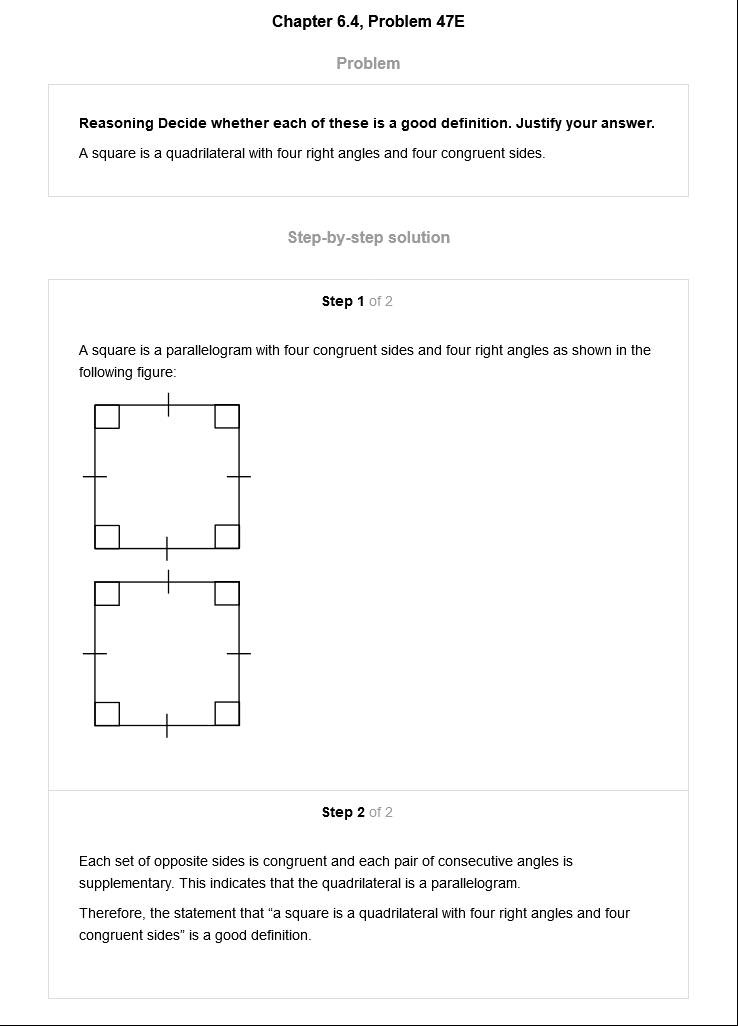 Chapter 6.4, Problem 47E
Problem
Reasoning Decide whether each of these is a good definition. Justify your answer.
A square is a quadrilateral with four right angles and four congruent sides.
Step-by-step solution
Step 1 of 2
A square is a parallelogram with four congruent sides and four right angles as shown in the
following figure:
Step 2 of 2
Each set of opposite sides is congruent and each pair of consecutive angles is
supplementary. This indicates that the quadrilateral is a parallelogram.
Therefore, the statement that “a square is a quadrilateral with four right angles and four
congruent sides” is a good definition.